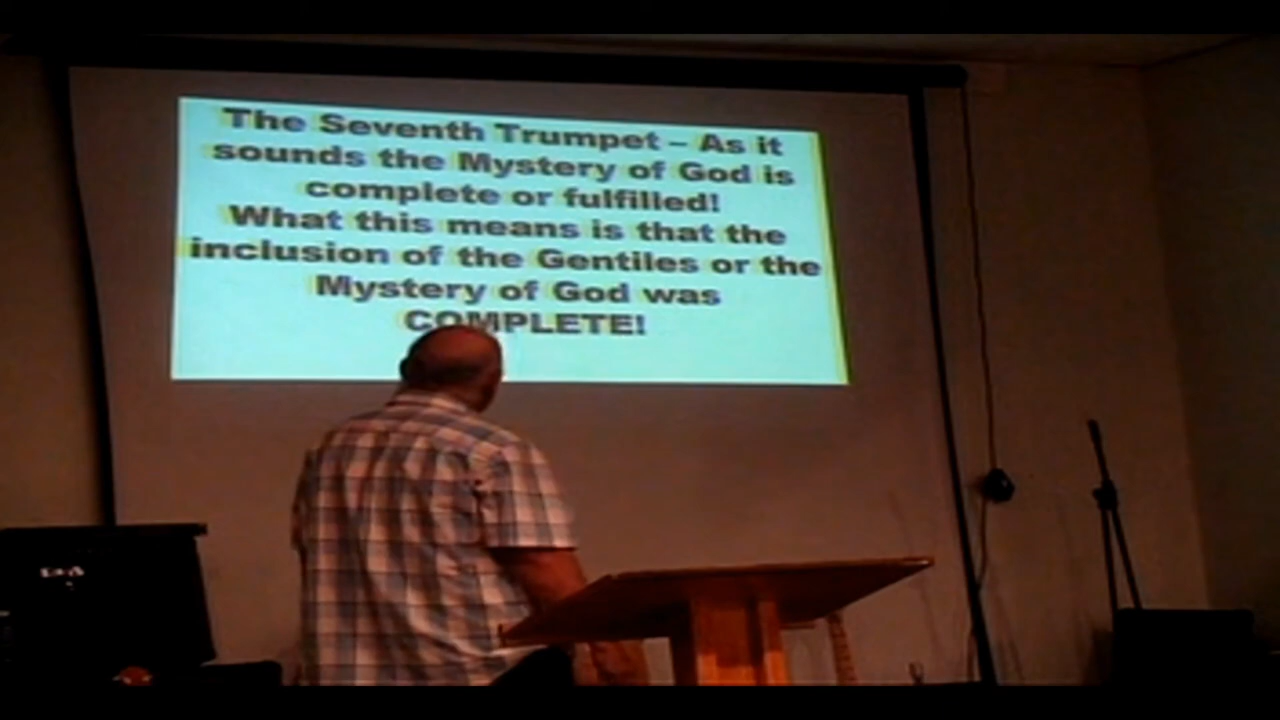 The Seventh Trumpet – As it
sounds the Mystery of God is
complete or fulfilled!
What this means is that the
inclusion of the Gentiles or the
Mystery of God was
COMPLETE!